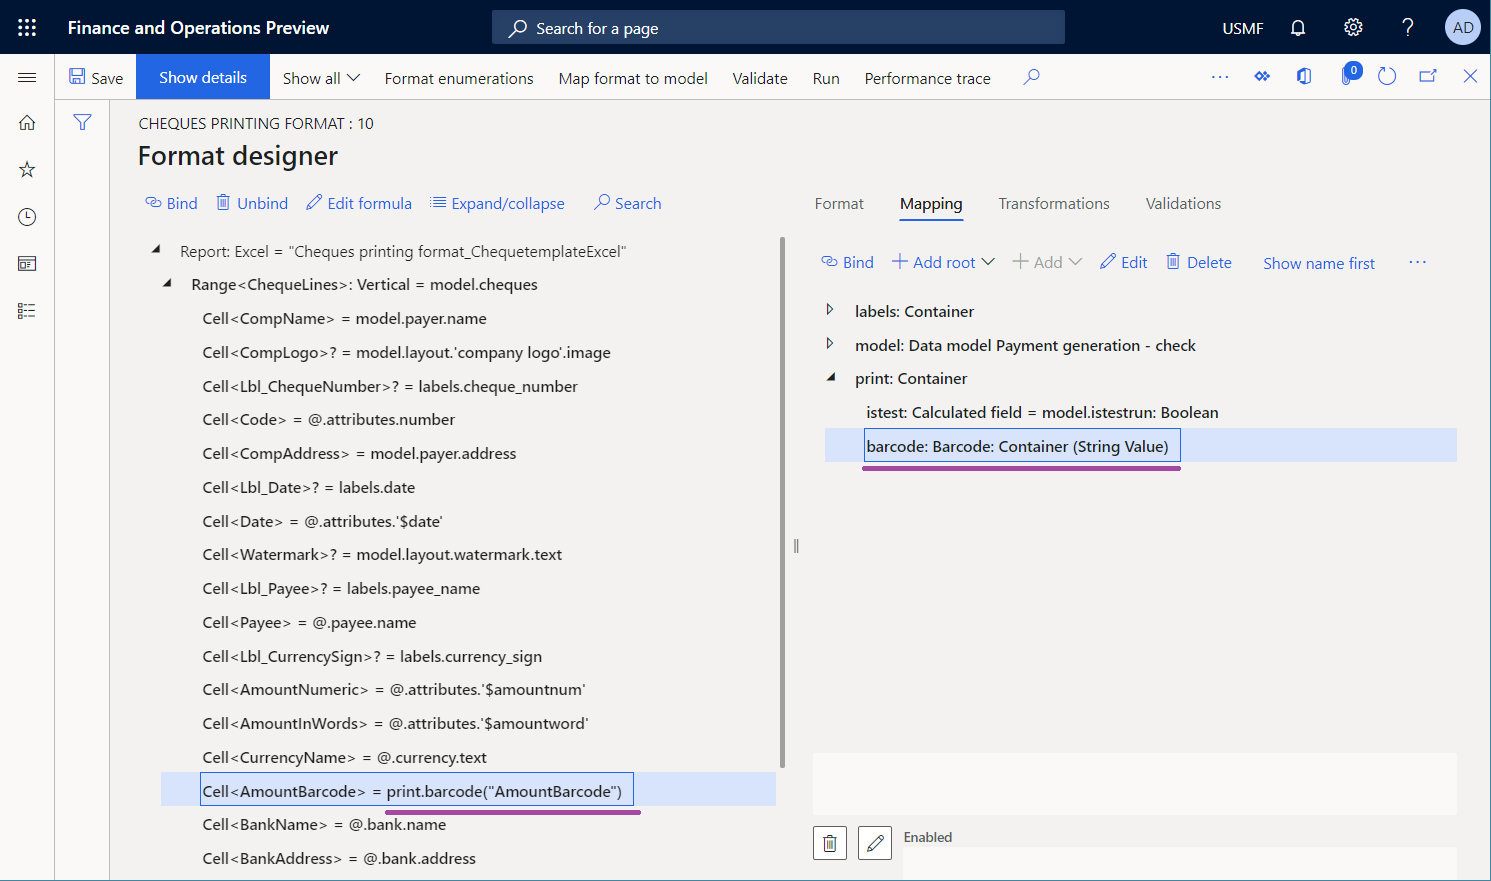 Finance and Operations Preview
Search for a page
USMF
?
AD
Save
Show details
Show all
Format enumerations
Map format to model
Validate
Run
Performance trace
0
CHEQUES PRINTING FORMAT : 10
Format designer
Bind
Unbind
Edit formula
Expand/collapse
Search
Report: Excel = "Cheques printing format_ChequetemplateExcel"
Range<ChequeLines>: Vertical = model.cheques
Cell<CompName> = model.payer.name
Cell<CompLogo>? = model.layout.'company logo'.image
Cell<Lbl_ChequeNumber>? = labels.cheque_number
Cell<Code> = @.attributes.number
Cell<CompAddress> = model.payer.address
Cell<Lbl_Date>? = labels.date
Cell<Date> = @.attributes.'$date'
Cell<Watermark>? = model.layout.watermark.text
Cell<Lbl_Payee>? = labels.payee_name
Cell<Payee> = @.payee.name
Cell<Lbl_CurrencySign>? = labels.currency_sign
Cell<AmountNumeric> = @.attributes.'$amountnum'
Cell<AmountInWords> = @.attributes.'$amountword'
Cell<CurrencyName> = @.currency.text
Cell<AmountBarcode> = print.barcode("AmountBarcode")
Cell<BankName> = @.bank.name
Cell<BankAddress> = @.bank.address
Format
Mapping
Transformations
Validations
Bind
Add root
Add
Edit
Delete
Show name first
labels: Container
model: Data model Payment generation - check
print: Container
istest: Calculated field = model.istestrun: Boolean
barcode: Barcode: Container (String Value)
Enabled